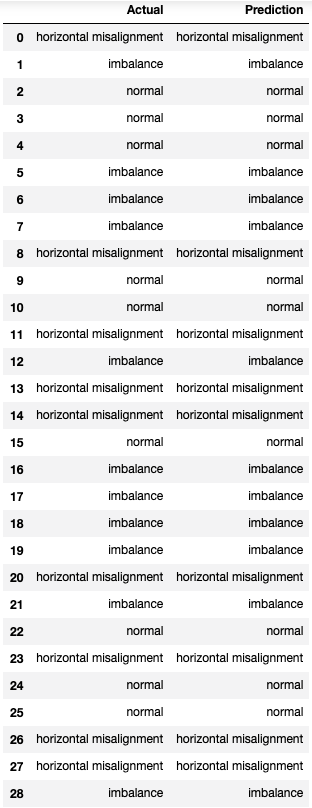 Actual Prediction
0 horizontal misalignment horizontal misalignment
1 imbalance imbalance
2 normal normal
3 normal normal
4 normal normal
5 imbalance imbalance
6 imbalance imbalance
7 imbalance imbalance
8 horizontal misalignment horizontal misalignment
9 normal normal
10 normal normal
11 horizontal misalignment horizontal misalignment
12 imbalance imbalance
13 horizontal misalignment horizontal misalignment
14 horizontal misalignment horizontal misalignment
15 normal normal
16 imbalance imbalance
17 imbalance imbalance
18 imbalance imbalance
19 imbalance imbalance
20 horizontal misalignment horizontal misalignment
21 imbalance imbalance
22 normal normal
23 horizontal misalignment horizontal misalignment
24 normal normal
25 normal normal
26 horizontal misalignment horizontal misalignment
27 horizontal misalignment horizontal misalignment
28 imbalance imbalance